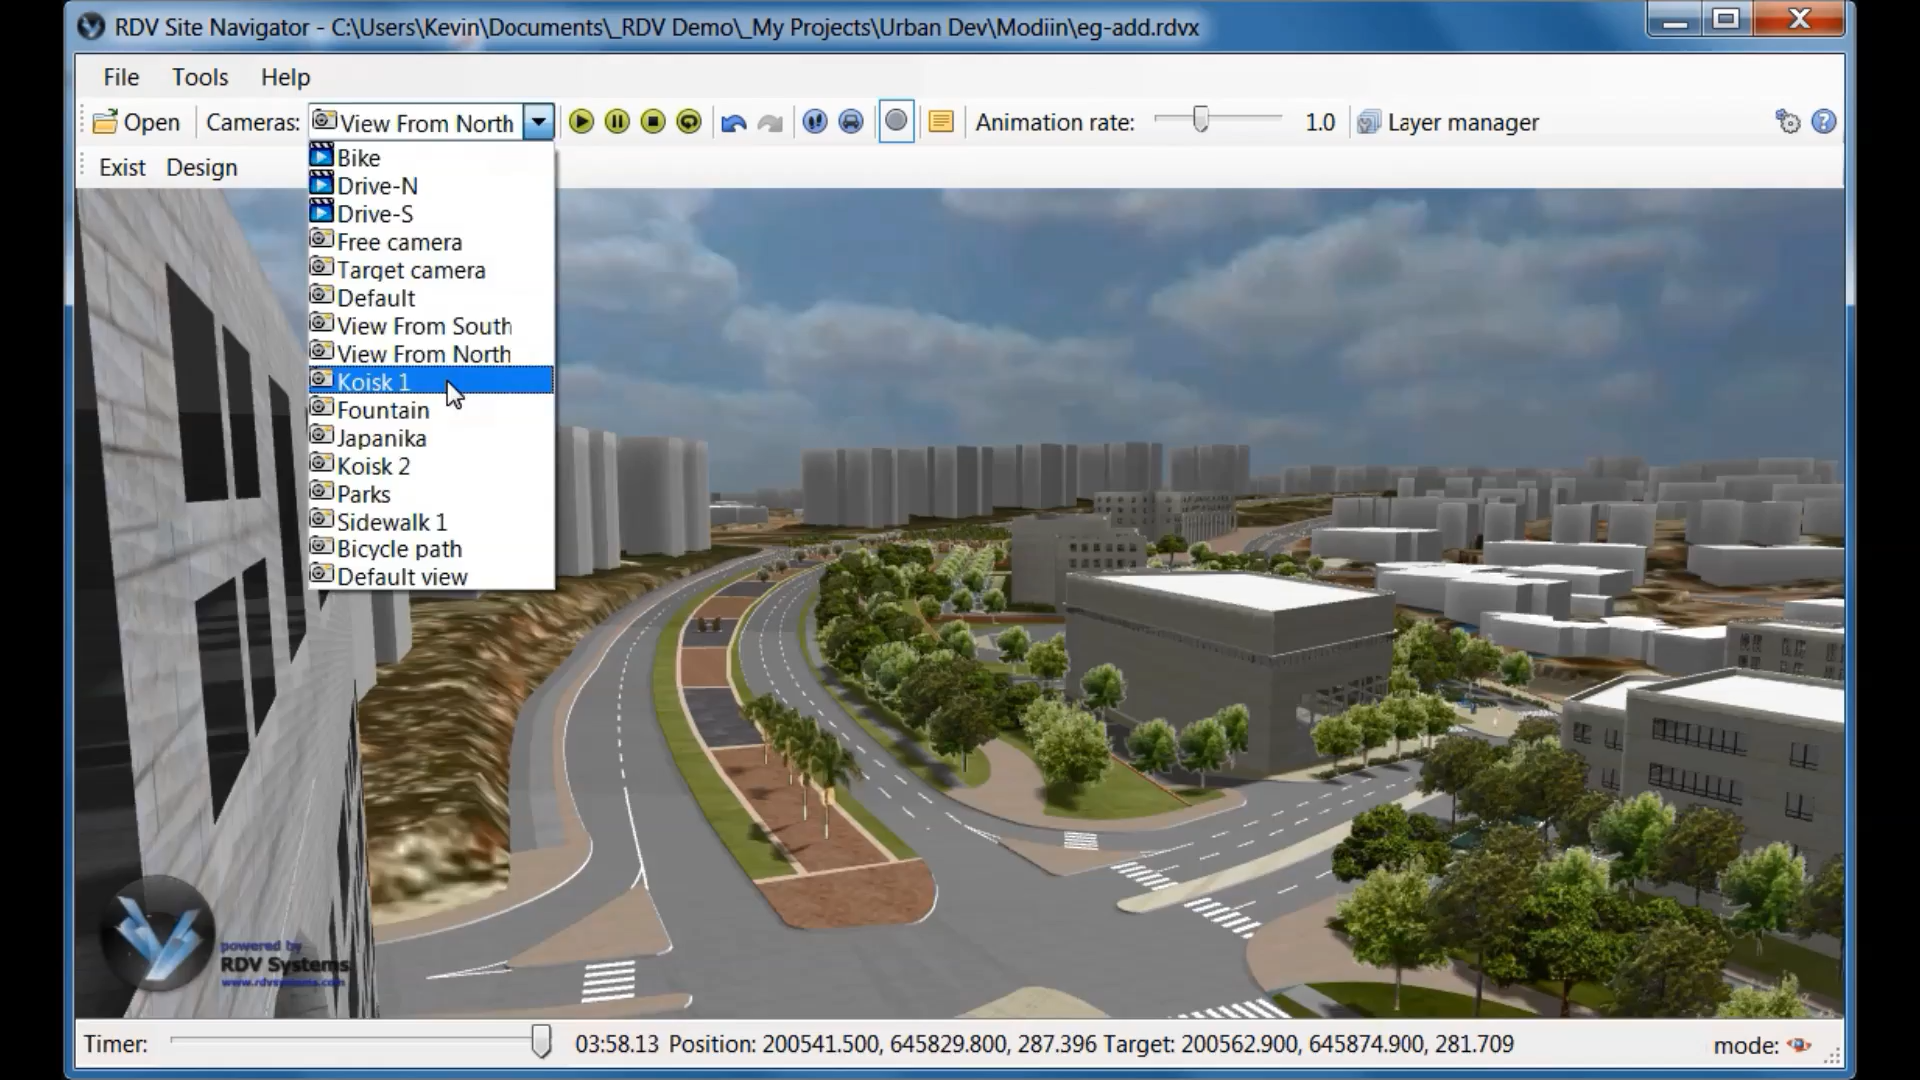 RDV Site Navigator - C:\Users\Kevin\Documents\_RDV Demo\_My Projects\Urban Dev\Modiin\eg-add.rdvx
File Tools Help
Open Cameras: View From North Animation rate: 1.0 Layer manager
Exist Design
Bike
Drive-N
Drive-S
Free camera
Target camera
Default
View From South
View From North
Koisk 1
Fountain
Japanika
Koisk 2
Parks
Sidewalk 1
Bicycle path
Default view
powered by
RDV Systems
www.rdvsystems.com
Timer: 03:58.13 Position: 200541.500, 645829.800, 287.396 Target: 200562.900, 645874.900, 281.709 mode: